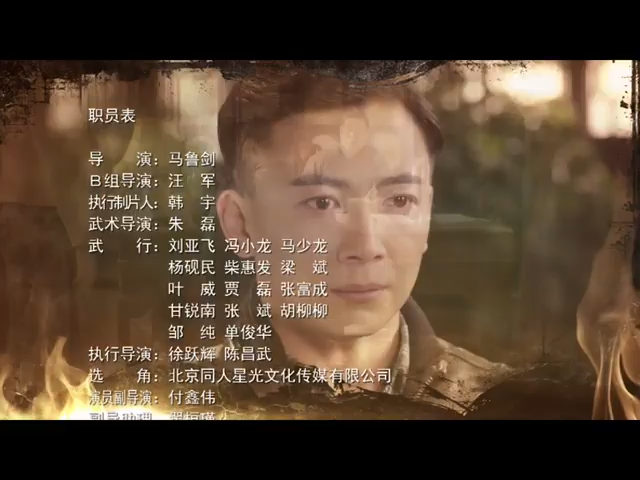 职员表
导 演：马鲁剑
B组导演：汪 军
执行制片人：韩 宇
武术导演：朱 磊
武 行：刘亚飞 冯小龙 马少龙
杨砚民 柴惠发 梁 斌
叶 威 贾 磊 张富成
甘锐南 张 斌 胡柳柳
邹 纯 单俊华
执行导演：徐跃辉 陈昌武
选 角：北京同人星光文化传媒有限公司
演员副导演：付鑫伟